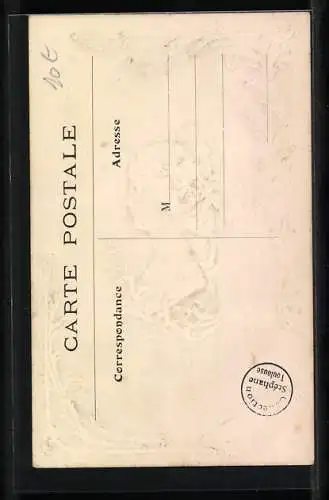 10€
CARTE POSTALE
Correspondance
Adresse
M
Collection
Stéphane
Toulouse